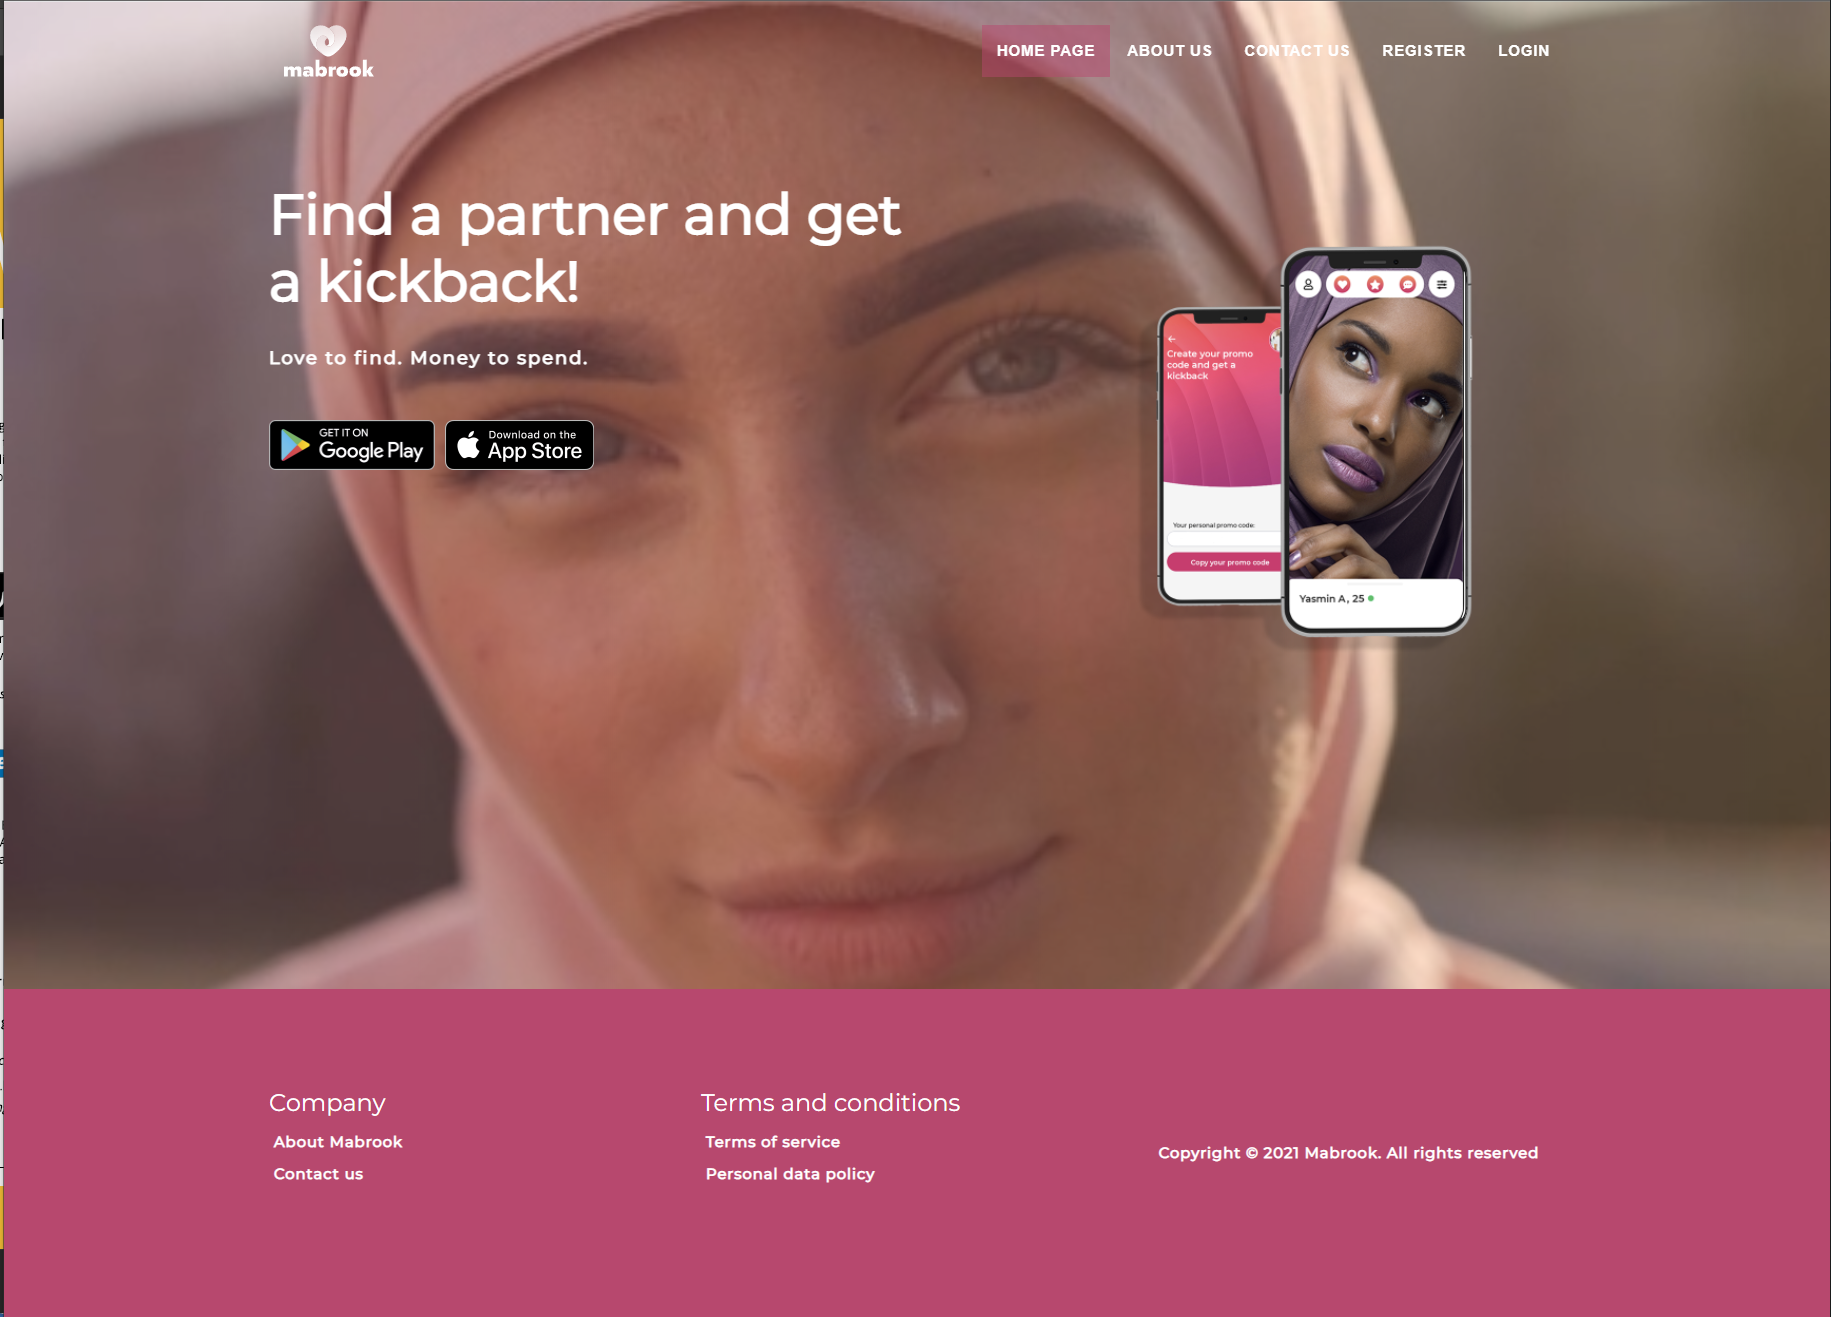 mabrook
HOME PAGE
ABOUT US
CONTACT US
REGISTER
LOGIN
Find a partner and get
a kickback!
Love to find. Money to spend.
GET IT ON
Google Play
Download on the
App Store
Create your promo
code and get a
kickback
Your personal promo code:
Copy your promo code
Yasmin A, 25
Company
About Mabrook
Contact us
Terms and conditions
Terms of service
Personal data policy
Copyright © 2021 Mabrook. All rights reserved